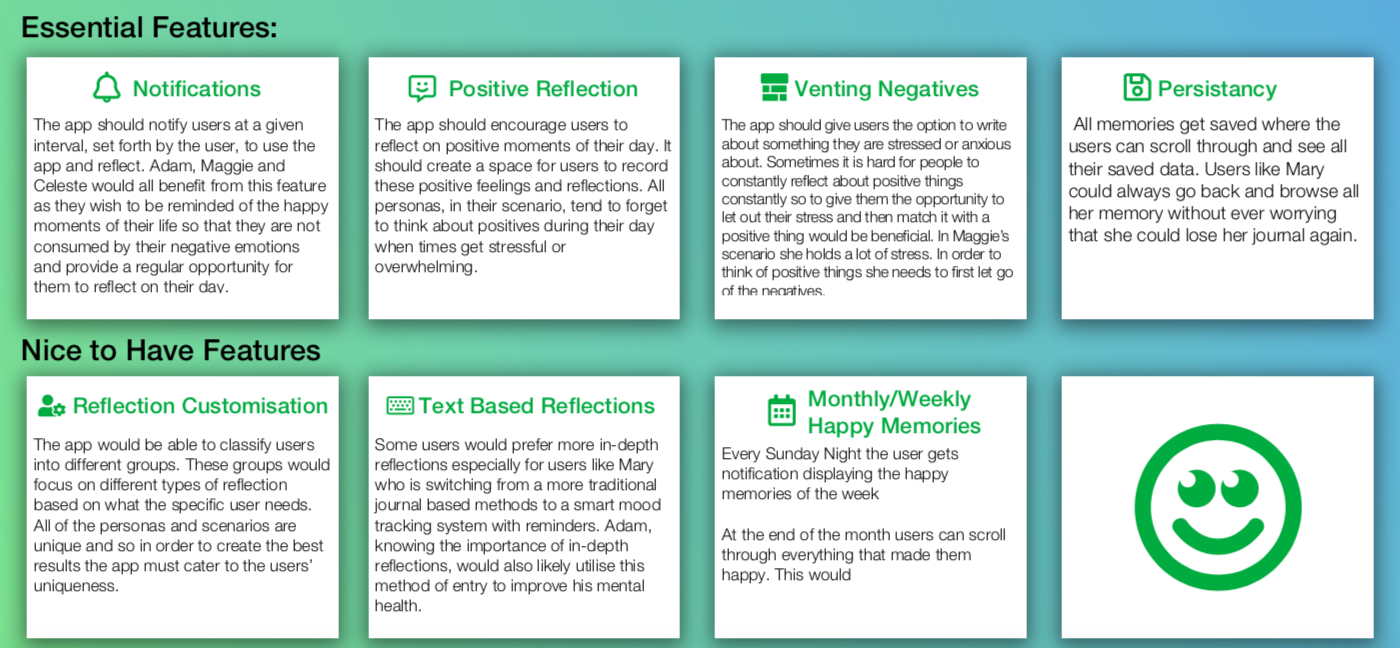 Essential Features:
Notifications
The app should notify users at a given
interval, set forth by the user, to use the
app and reflect. Adam, Maggie and
Celeste would all benefit from this feature
as they wish to be reminded of the happy
moments of their life so that they are not
consumed by their negative emotions
and provide a regular opportunity for
them to reflect on their day.
Positive Reflection
The app should encourage users to
reflect on positive moments of their day. It
should create a space for users to record
these positive feelings and reflections. All
personas, in their scenario, tend to forget
to think about positives during their day
when times get stressful or
overwhelming.
Venting Negatives
The app should give users the option to write
about something they are stressed or anxious
about. Sometimes it is hard for people to
constantly reflect about positive things
constantly so to give them the opportunity to
let out their stress and then match it with a
positive thing would be beneficial. In Maggie's
scenario she holds a lot of stress. In order to
think of positive things she needs to first let go
of the negatives.
Persistancy
All memories get saved where the
users can scroll through and see all
their saved data. Users like Mary
could always go back and browse all
her memory without ever worrying
that she could lose her journal again.
Nice to Have Features
Reflection Customisation
The app would be able to classify users
into different groups. These groups would
focus on different types of reflection
based on what the specific user needs.
All of the personas and scenarios are
unique and so in order to create the best
results the app must cater to the users'
uniqueness.
Text Based Reflections
Some users would prefer more in-depth
reflections especially for users like Mary
who is switching from a more traditional
journal based methods to a smart mood
tracking system with reminders. Adam,
knowing the importance of in-depth
reflections, would also likely utilise this
method of entry to improve his mental
health.
Monthly/Weekly
Happy Memories
Every Sunday Night the user gets
notification displaying the happy
memories of the week
At the end of the month users can scroll
through everything that made them
happy. This would